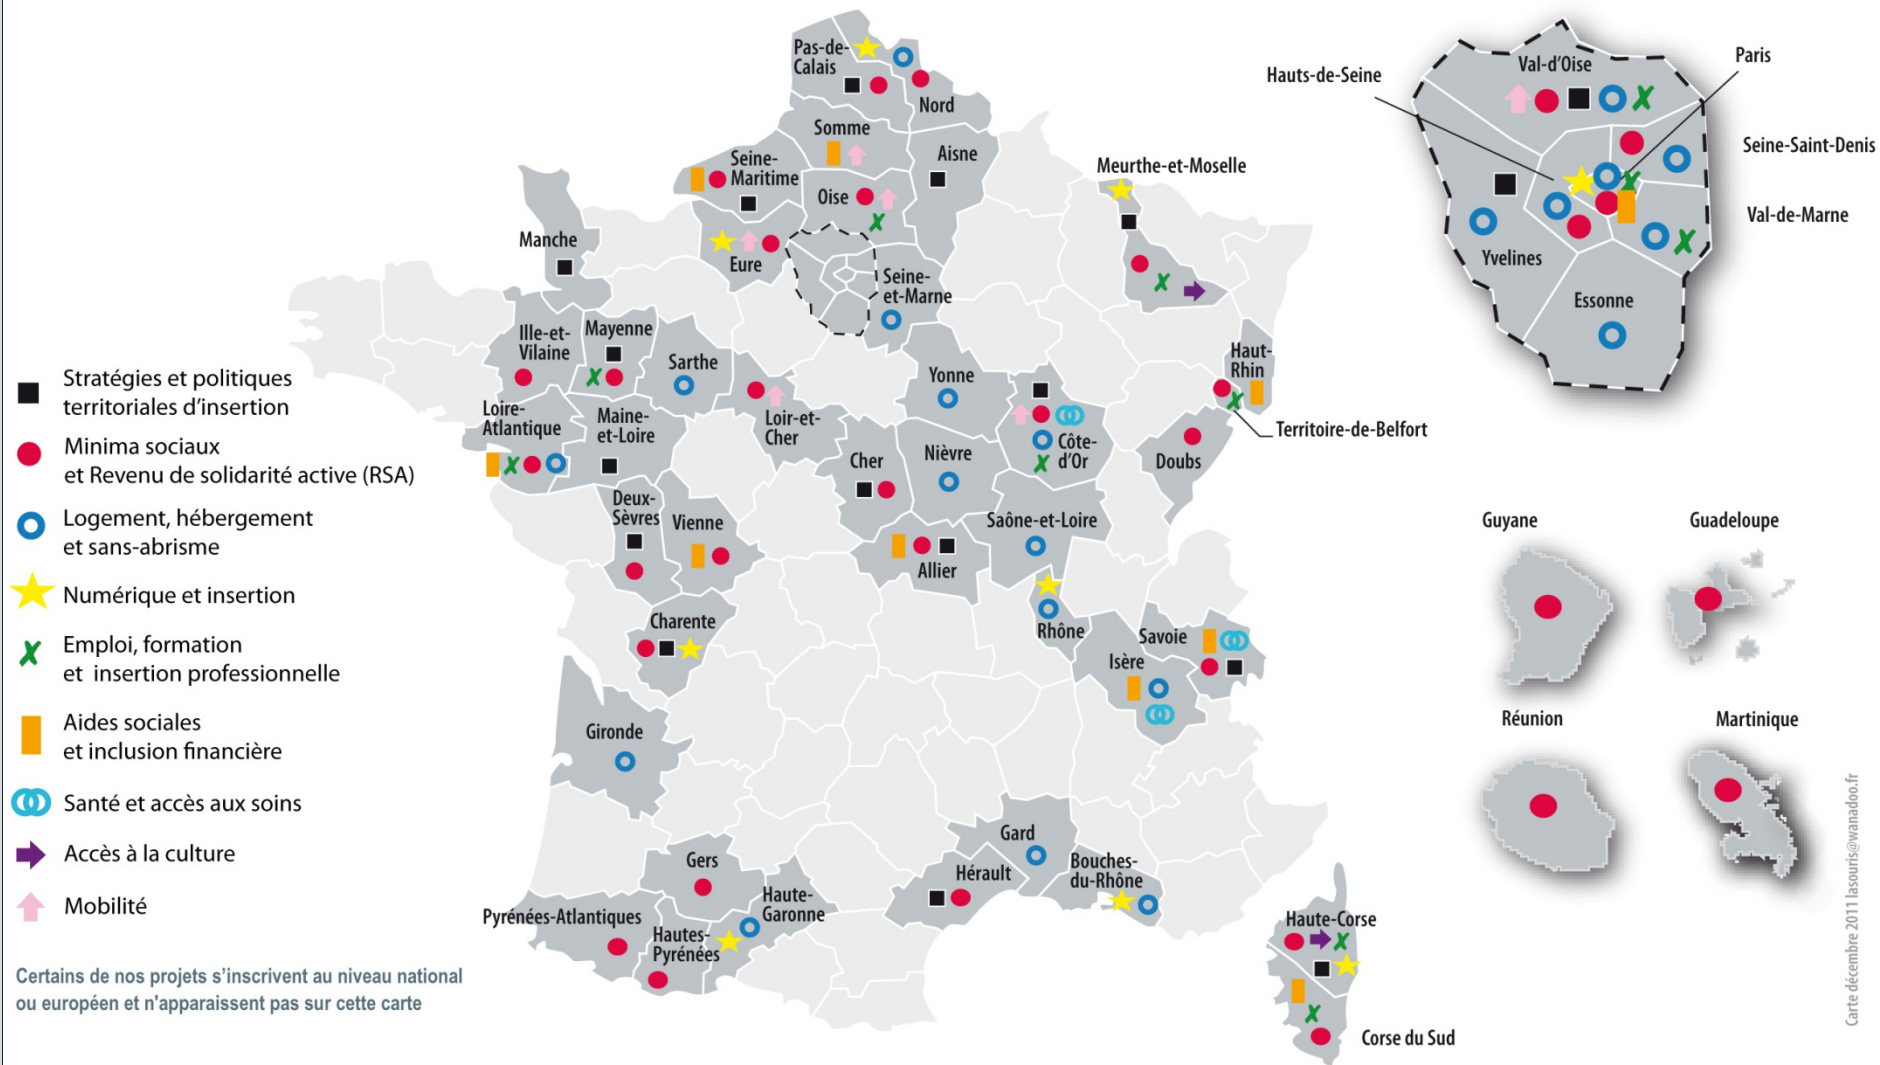 Pas-de-
Calais
Nord
Somme
Aisne
Seine-
Maritime
Oise
Eure
Manche
Seine-
et-Marne
Meurthe-et-Moselle
Ille-et-
Vilaine
Mayenne
Sarthe
Loir-et-
Cher
Yonne
Haut-
Rhin
Territoire-de-Belfort
Loire-
Atlantique
Maine-
et-Loire
Cher
Nièvre
Côte-
d'Or
Doubs
Deux-
Sèvres
Vienne
Saône-et-Loire
Allier
Charente
Rhône
Savoie
Isère
Gironde
Gers
Haute-
Garonne
Pyrénées-Atlantiques
Hautes-
Pyrénées
Gard
Hérault
Bouches-
du-Rhône
Haute-Corse
Corse du Sud
Hauts-de-Seine
Val-d'Oise
Paris
Seine-Saint-Denis
Val-de-Marne
Yvelines
Essonne
Guyane
Guadeloupe
Réunion
Martinique
Stratégies et politiques
territoriales d'insertion
Minima sociaux
et Revenu de solidarité active (RSA)
Logement, hébergement
et sans-abrisme
Numérique et insertion
Emploi, formation
et insertion professionnelle
Aides sociales
et inclusion financière
Santé et accès aux soins
Accès à la culture
Mobilité
Certains de nos projets s'inscrivent au niveau national
ou européen et n'apparaissent pas sur cette carte
Carte décembre 2011 lasouris@wanadoo.fr